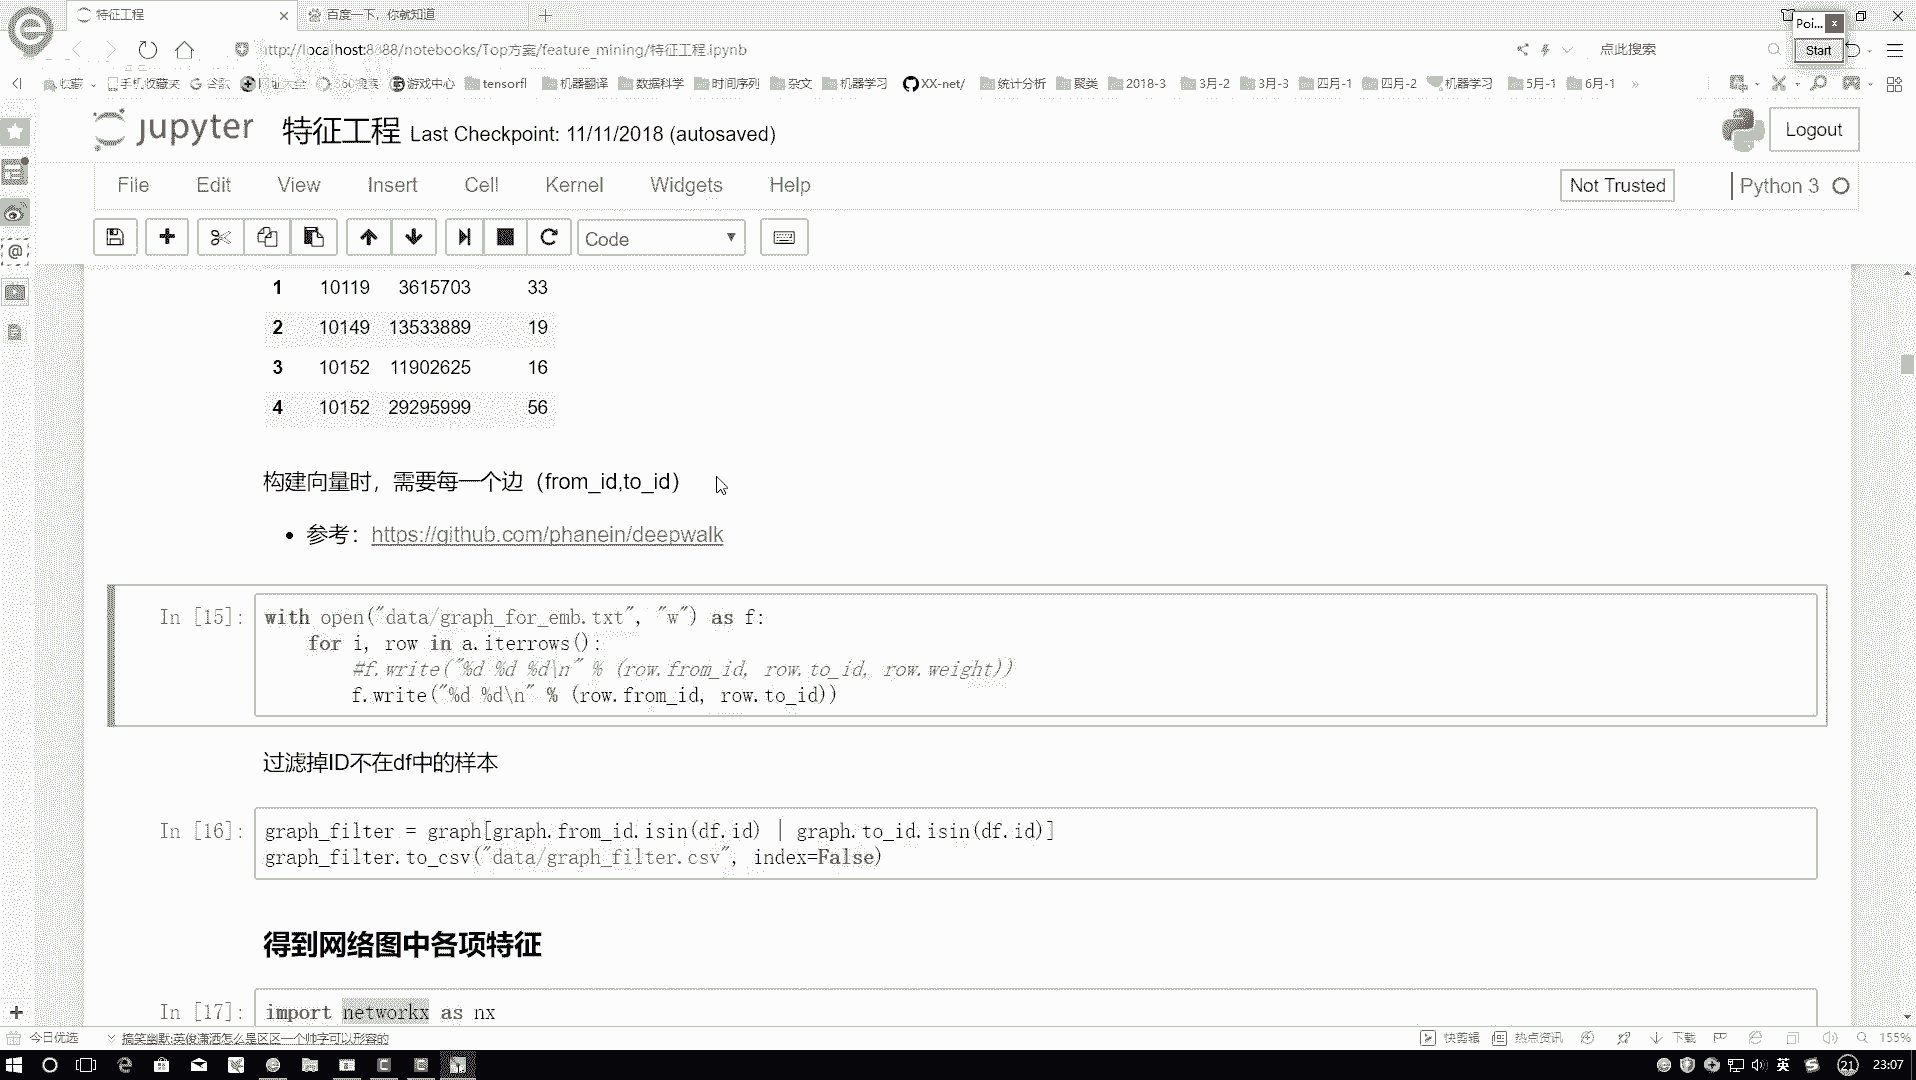 特征工程
百度一下，你就知道
Poi...
Start
http://localhost:8888/notebooks/Top方案/feature_mining/特征工程.ipynb
点此搜索
收藏
手机收藏夹
谷歌
网址大全
360搜索
游戏中心
tensorfl
机器翻译
数据科学
时间序列
杂文
机器学习
XX-net/
统计分析
聚类
2018-3
3月-2
3月-3
四月-1
四月-2
机器学习
5月-1
6月-1
»
jupyter 特征工程 Last Checkpoint: 11/11/2018 (autosaved)
Logout
File Edit View Insert Cell Kernel Widgets Help
Not Trusted
Python 3
Code
1 10119 3615703 33
2 10149 13533889 19
3 10152 11902625 16
4 10152 29295999 56
构建向量时，需要每一个边（from_id,to_id）
• 参考：https://github.com/phanein/deepwalk
In [15]:
with open("data/graph_for_emb.txt", "w") as f:
for i, row in a.iterrows():
#f.write("%d %d %d\n" % (row.from_id, row.to_id, row.weight))
f.write("%d %d\n" % (row.from_id, row.to_id))
过滤掉ID不在df中的样本
In [16]:
graph_filter = graph[graph.from_id.isin(df.id) | graph.to_id.isin(df.id)]
graph_filter.to_csv("data/graph_filter.csv", index=False)
得到网络图中各项特征
In [17]:
import networkx as nx
今日优选
搞笑幽默:英俊潇洒怎么是区区一个帅字可以形容的
快剪辑
热点资讯
下载
155%
英
21
23:07